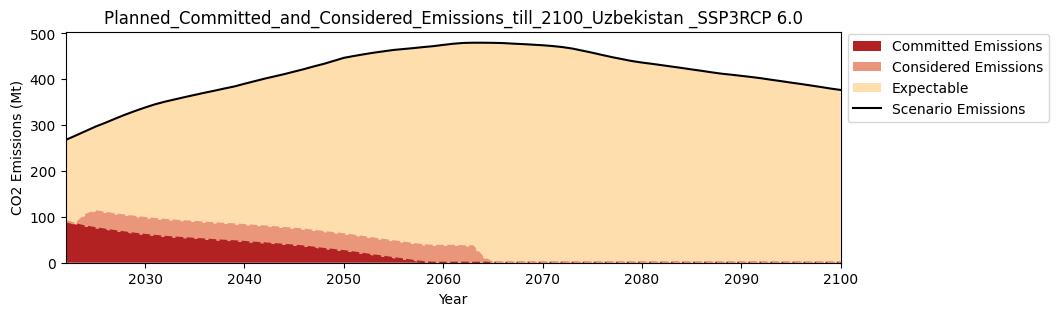 Planned_Committed_and_Considered_Emissions_till_2100_Uzbekistan _SSP3RCP 6.0
500
400
300
200
100
0
CO2 Emissions (Mt)
2030 2040 2050 2060 2070 2080 2090 2100
Year
Committed Emissions
Considered Emissions
Expectable
Scenario Emissions